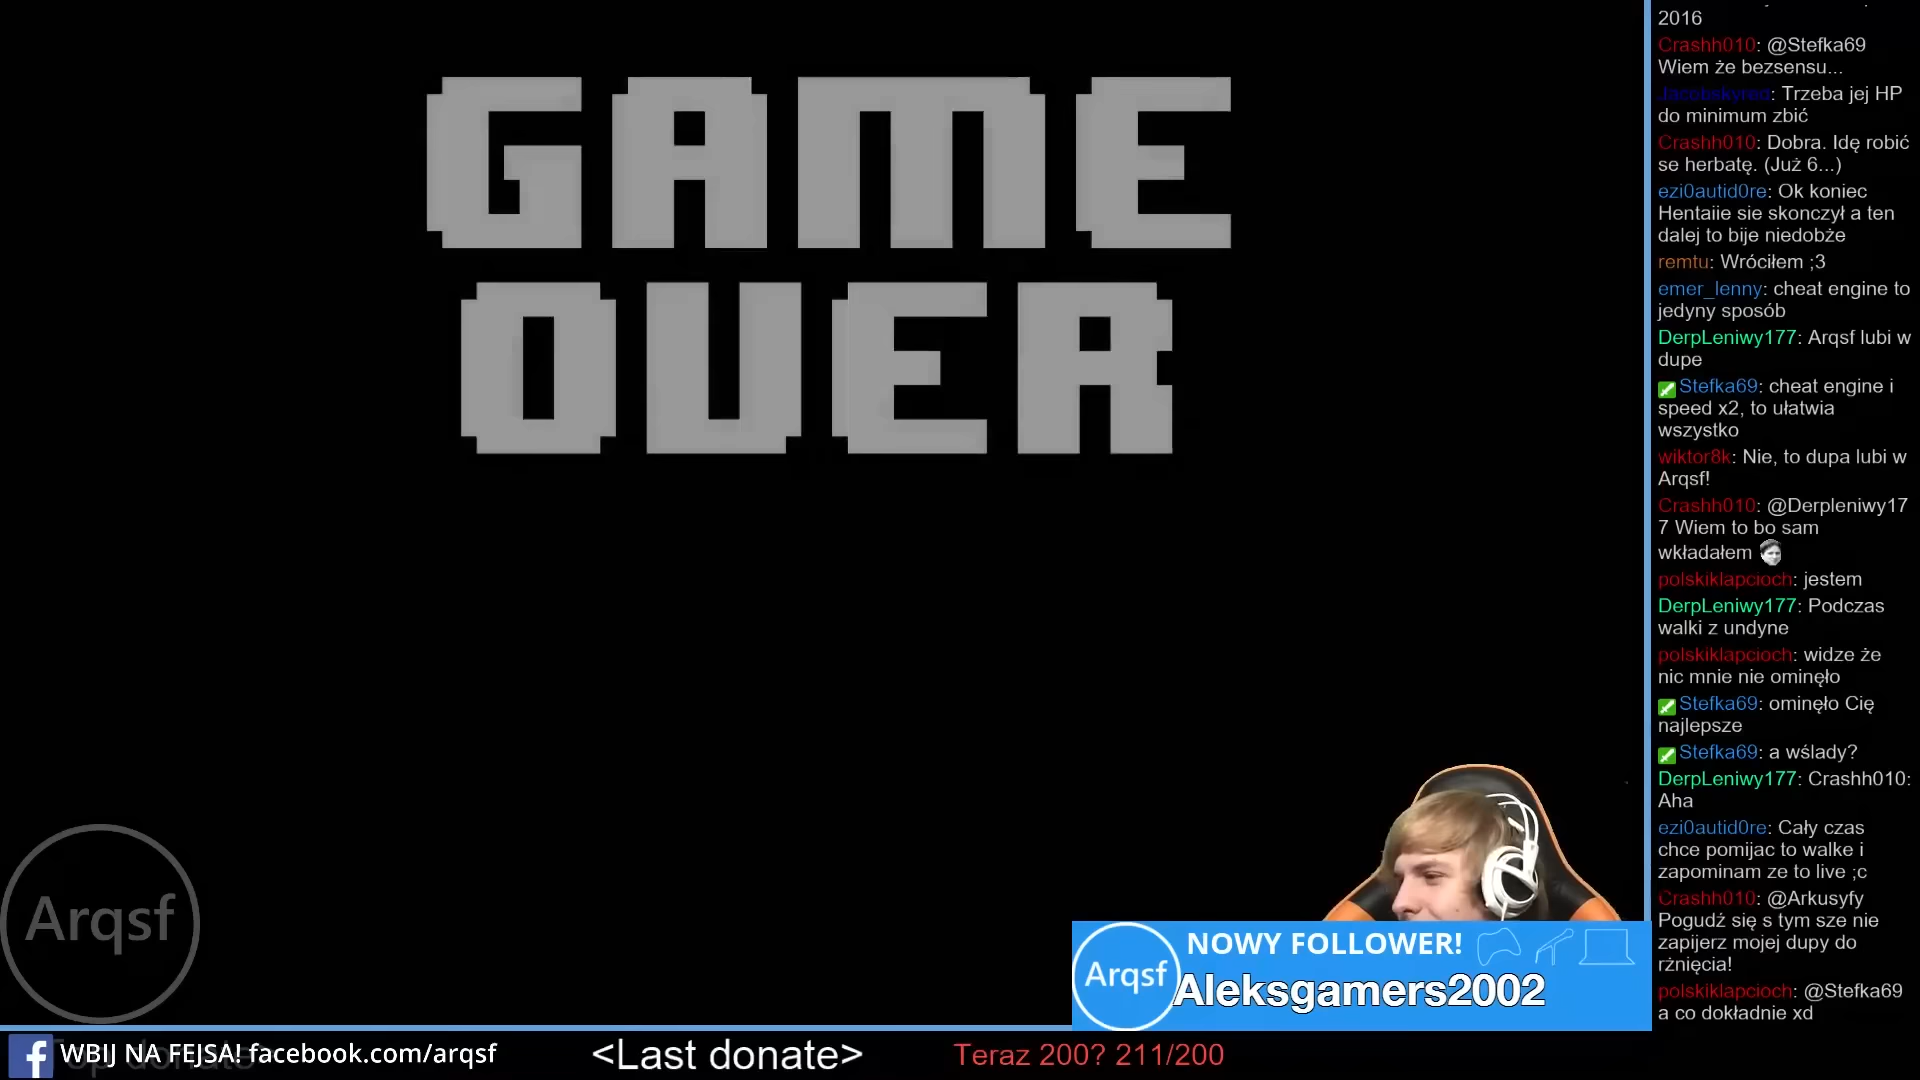 GAME
OVER
Arqsf
NOWY FOLLOWER!
Arqsf
Aleksgamers2002
WBIJ NA FEJSA! facebook.com/arqsf
<Last donate>
Teraz 200? 211/200
2016
Crashh010: @Stefka69
Wiem że bezsensu...
Jacobskyred: Trzeba jej HP
do minimum zbić
Crashh010: Dobra. Idę robić
se herbatę. (Już 6...)
ezi0autid0re: Ok koniec
Hentaiie sie skonczył a ten
dalej to bije niedobże
remtu: Wróciłem ;3
emer_lenny: cheat engine to
jedyny sposób
DerpLeniwy177: Arqsf lubi w
dupe
Stefka69: cheat engine i
speed x2, to ułatwia
wszystko
wiktor8k: Nie, to dupa lubi w
Arqsf!
Crashh010: @Derpleniwy17
7 Wiem to bo sam
wkładałem
polskiklapcioch: jestem
DerpLeniwy177: Podczas
walki z undyne
polskiklapcioch: widze że
nic mnie nie ominęło
Stefka69: ominęło Cię
najlepsze
Stefka69: a wślady?
DerpLeniwy177: Crashh010:
Aha
ezi0autid0re: Cały czas
chce pomijac to walke i
zapominam ze to live ;c
Crashh010: @Arkusyfy
Pogudź się s tym sze nie
zapijerz mojej dupy do
rżnięcia!
polskiklapcioch: @Stefka69
a co dokładnie xd